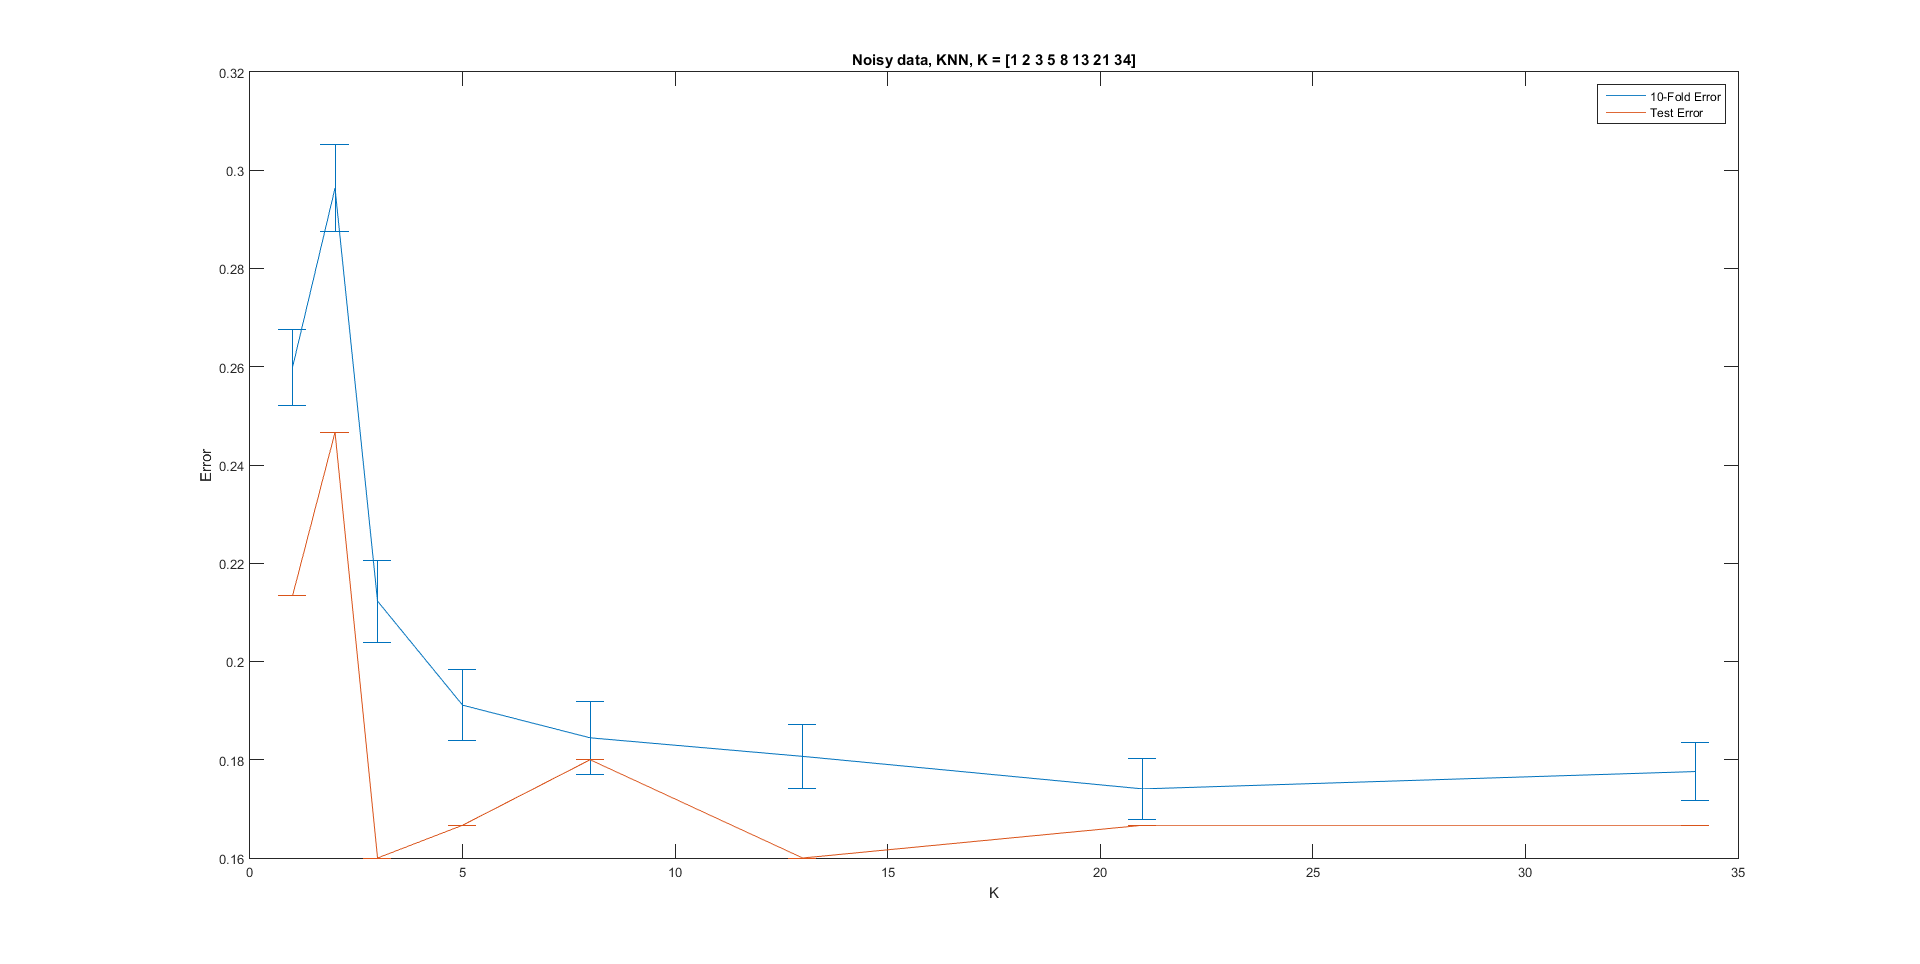 Noisy data, KNN, K = [1 2 3 5 8 13 21 34]
10-Fold Error
Test Error
0.32
0.3
0.28
0.26
0.24
0.22
0.2
0.18
0.16
Error
0 5 10 15 20 25 30 35
K